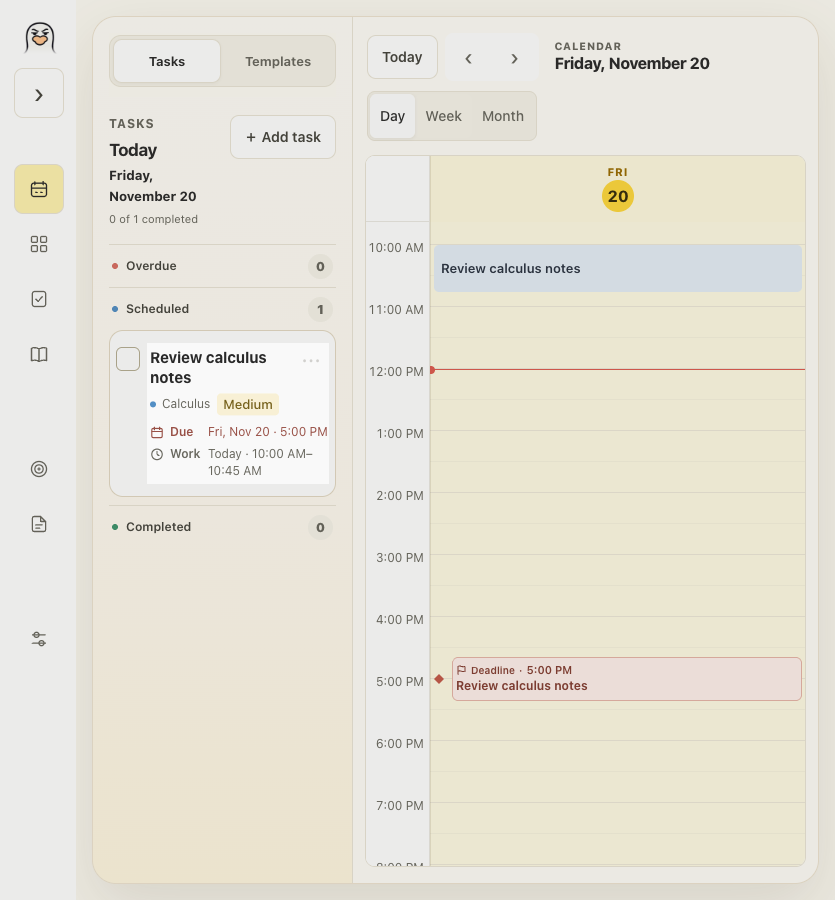 Tasks
Templates
TASKS
Today
Friday,
November 20
0 of 1 completed
+ Add task
Overdue
0
Scheduled
1
Review calculus
notes
Calculus
Medium
Due
Fri, Nov 20 · 5:00 PM
Work
Today · 10:00 AM–
10:45 AM
Completed
0
Today
CALENDAR
Friday, November 20
Day
Week
Month
FRI
20
10:00 AM
Review calculus notes
11:00 AM
12:00 PM
1:00 PM
2:00 PM
3:00 PM
4:00 PM
Deadline · 5:00 PM
5:00 PM
Review calculus notes
6:00 PM
7:00 PM
8:00 PM